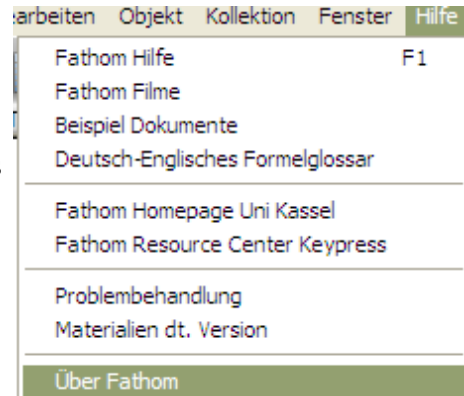 earbeiten Objekt Kollektion Fenster Hilfe
Fathom Hilfe F1
Fathom Filme
Beispiel Dokumente
Deutsch-Englisches Formelglossar
Fathom Homepage Uni Kassel
Fathom Resource Center Keypress
Problembehandlung
Materialien dt. Version
Über Fathom